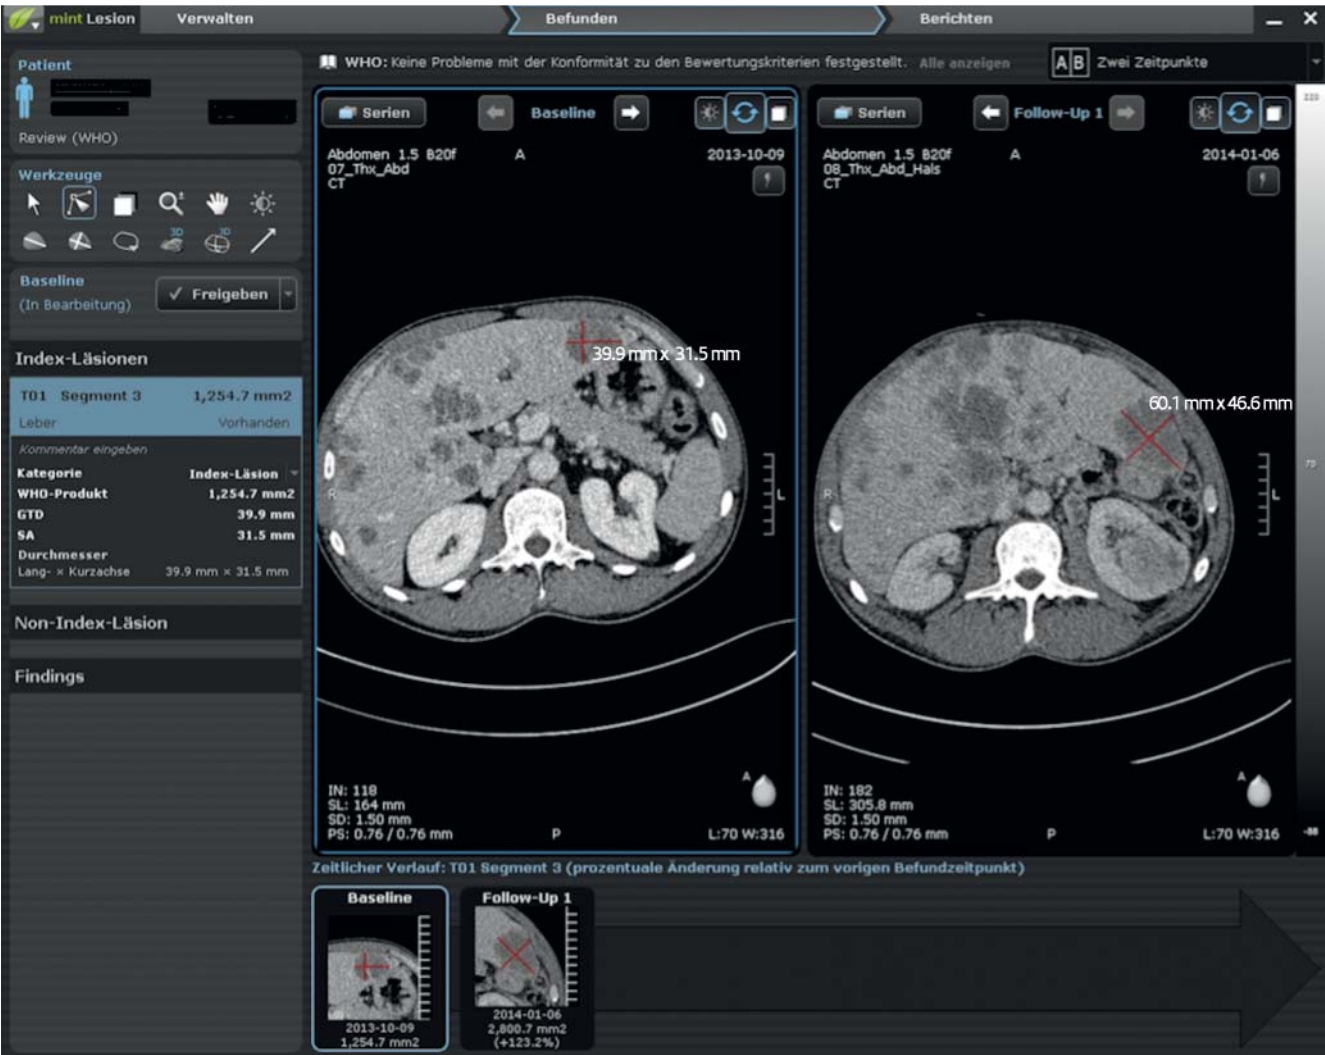 mint Lesion
Verwalten
Befunden
Berichten
Patient
Review (WHO)
Werkzeuge
3D
3D
Baseline
(In Bearbeitung)
Freigeben
Index-Läsionen
T01 Segment 3 1,254.7 mm2
Leber Vorhanden
Kommentar eingeben
Kategorie Index-Läsion
WHO-Produkt 1,254.7 mm2
GTD 39.9 mm
SA 31.5 mm
Durchmesser
Lang- × Kurzachse 39.9 mm × 31.5 mm
Non-Index-Läsion
Findings
WHO: Keine Probleme mit der Konformität zu den Bewertungskriterien festgestellt. Alle anzeigen
A B Zwei Zeitpunkte
Serien
Baseline
Abdomen 1.5 B20f A 2013-10-09
07_Thx_Abd
CT
39.9 mm x 31.5 mm
R
L
IN: 118
SL: 164 mm
SD: 1.50 mm
PS: 0.76 / 0.76 mm P L:70 W:316
A
Serien
Follow-Up 1
Abdomen 1.5 B20f A 2014-01-06
08_Thx_Abd_Hals
CT
60.1 mm x 46.6 mm
R
L
IN: 182
SL: 305.8 mm
SD: 1.50 mm
PS: 0.76 / 0.76 mm P L:70 W:316
A
70
Zeitlicher Verlauf: T01 Segment 3 (prozentuale Änderung relativ zum vorigen Befundzeitpunkt)
Baseline
2013-10-09
1,254.7 mm2
Follow-Up 1
2014-01-06
2,800.7 mm2
(+123.2%)